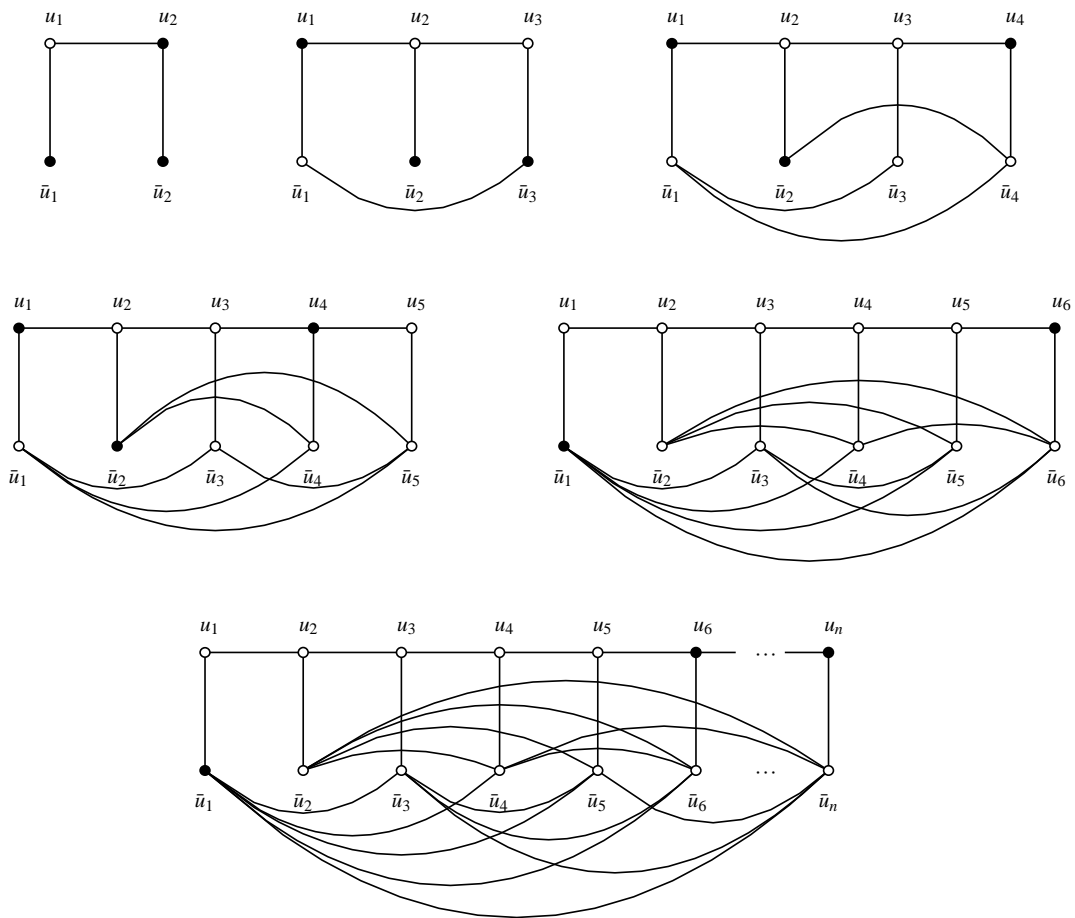 u₁ u₂ u₁ u₂ u₃ u₁ u₂ u₃ u₄
ū₁ ū₂ ū₁ ū₂ ū₃ ū₁ ū₂ ū₃ ū₄
u₁ u₂ u₃ u₄ u₅ u₁ u₂ u₃ u₄ u₅ u₆
ū₁ ū₂ ū₃ ū₄ ū₅ ū₁ ū₂ ū₃ ū₄ ū₅ ū₆
u₁ u₂ u₃ u₄ u₅ u₆ uₙ
...
...
ū₁ ū₂ ū₃ ū₄ ū₅ ū₆ ūₙ